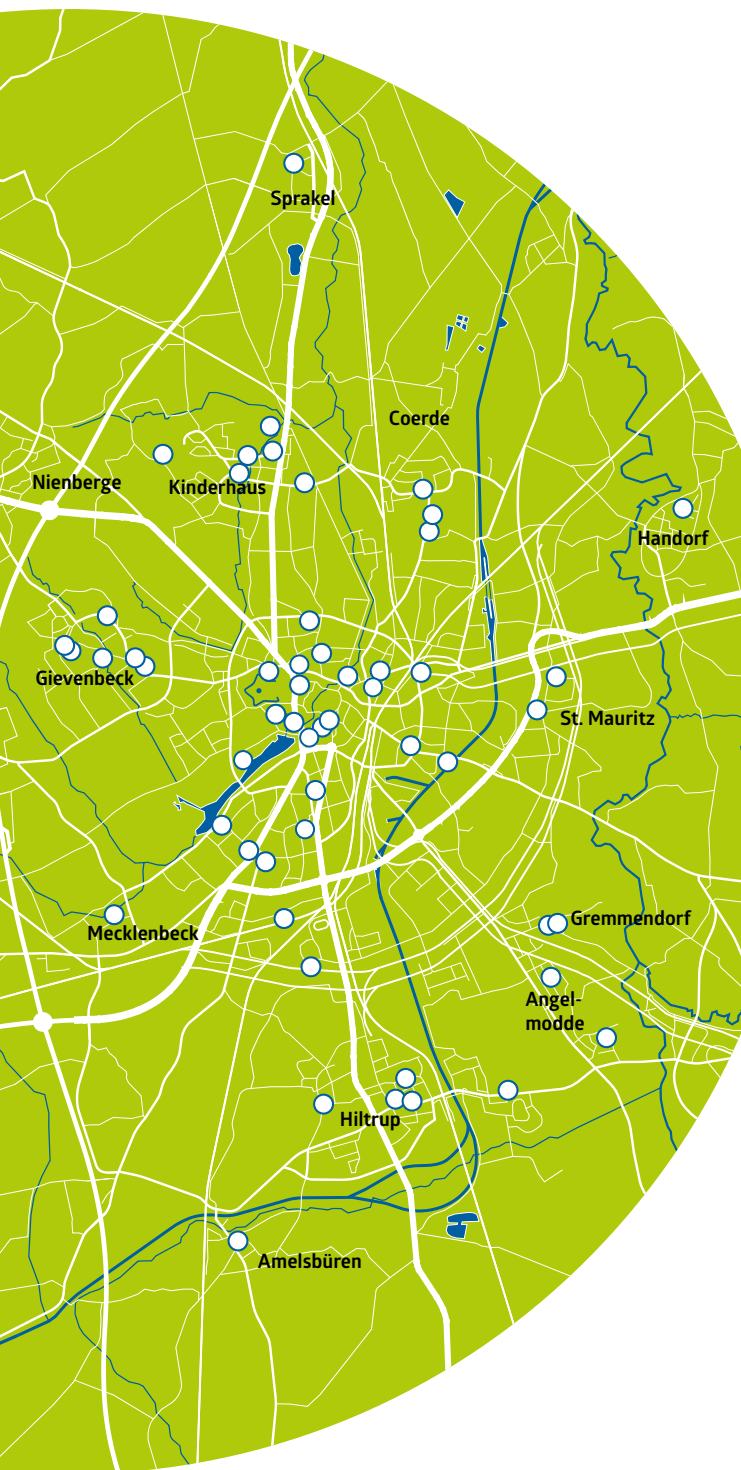 Sprakel
Coerde
Nienberge
Kinderhaus
Handorf
Gievenbeck
St. Mauritz
Gremmendorf
Mecklenbeck
Angel-
modde
Hiltrup
Amelsbüren